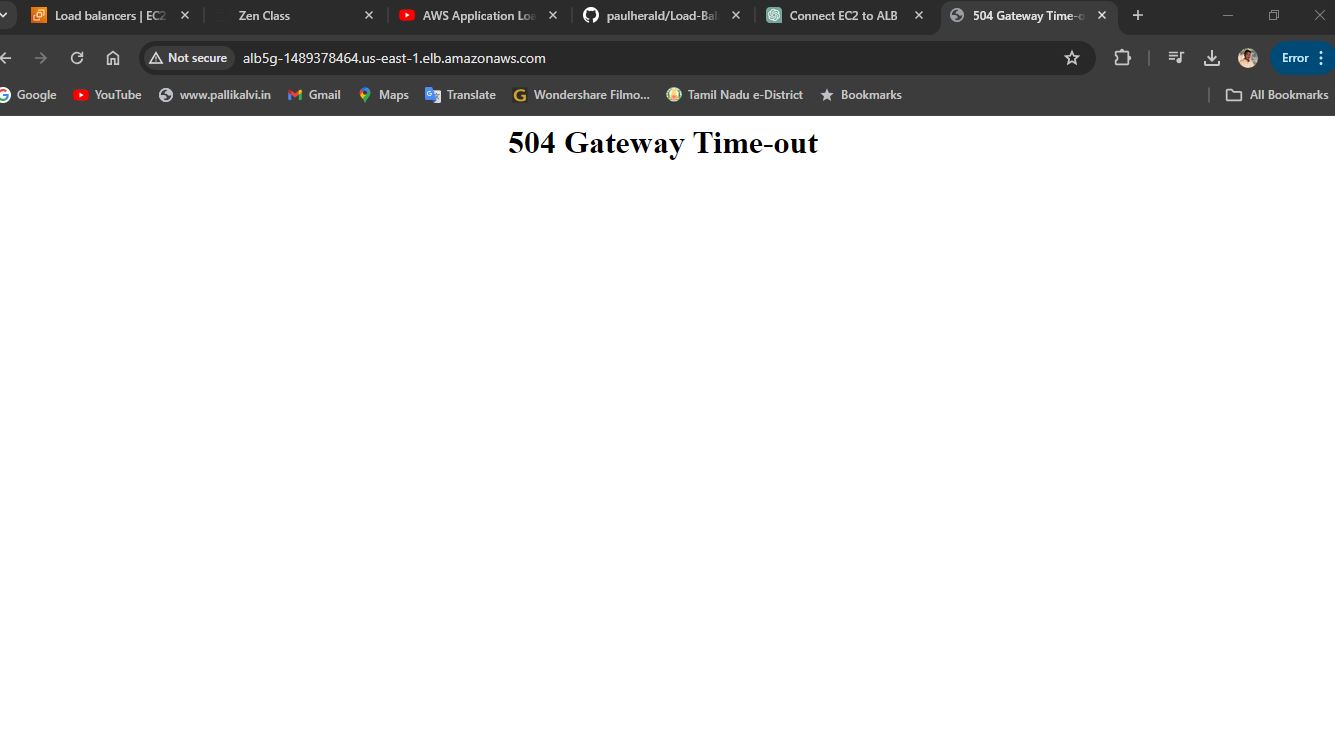 Load balancers | EC2 Zen Class AWS Application Loa paulherald/Load-Bal Connect EC2 to ALB 504 Gateway Time-o
Not secure alb5g-1489378464.us-east-1.elb.amazonaws.com Error
Google YouTube www.pallikalvi.in Gmail Maps Translate Wondershare Filmo... Tamil Nadu e-District Bookmarks All Bookmarks
504 Gateway Time-out